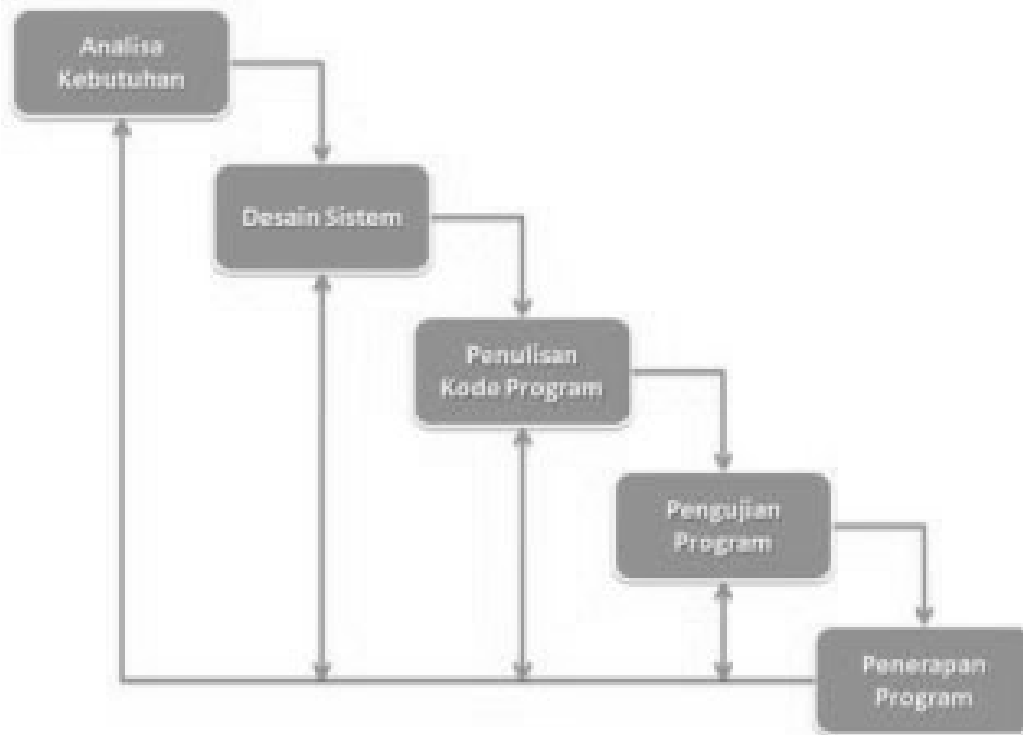 Analisa
Kebutuhan
Desain Sistem
Penulisan
Kode Program
Pengujian
Program
Penerapan
Program